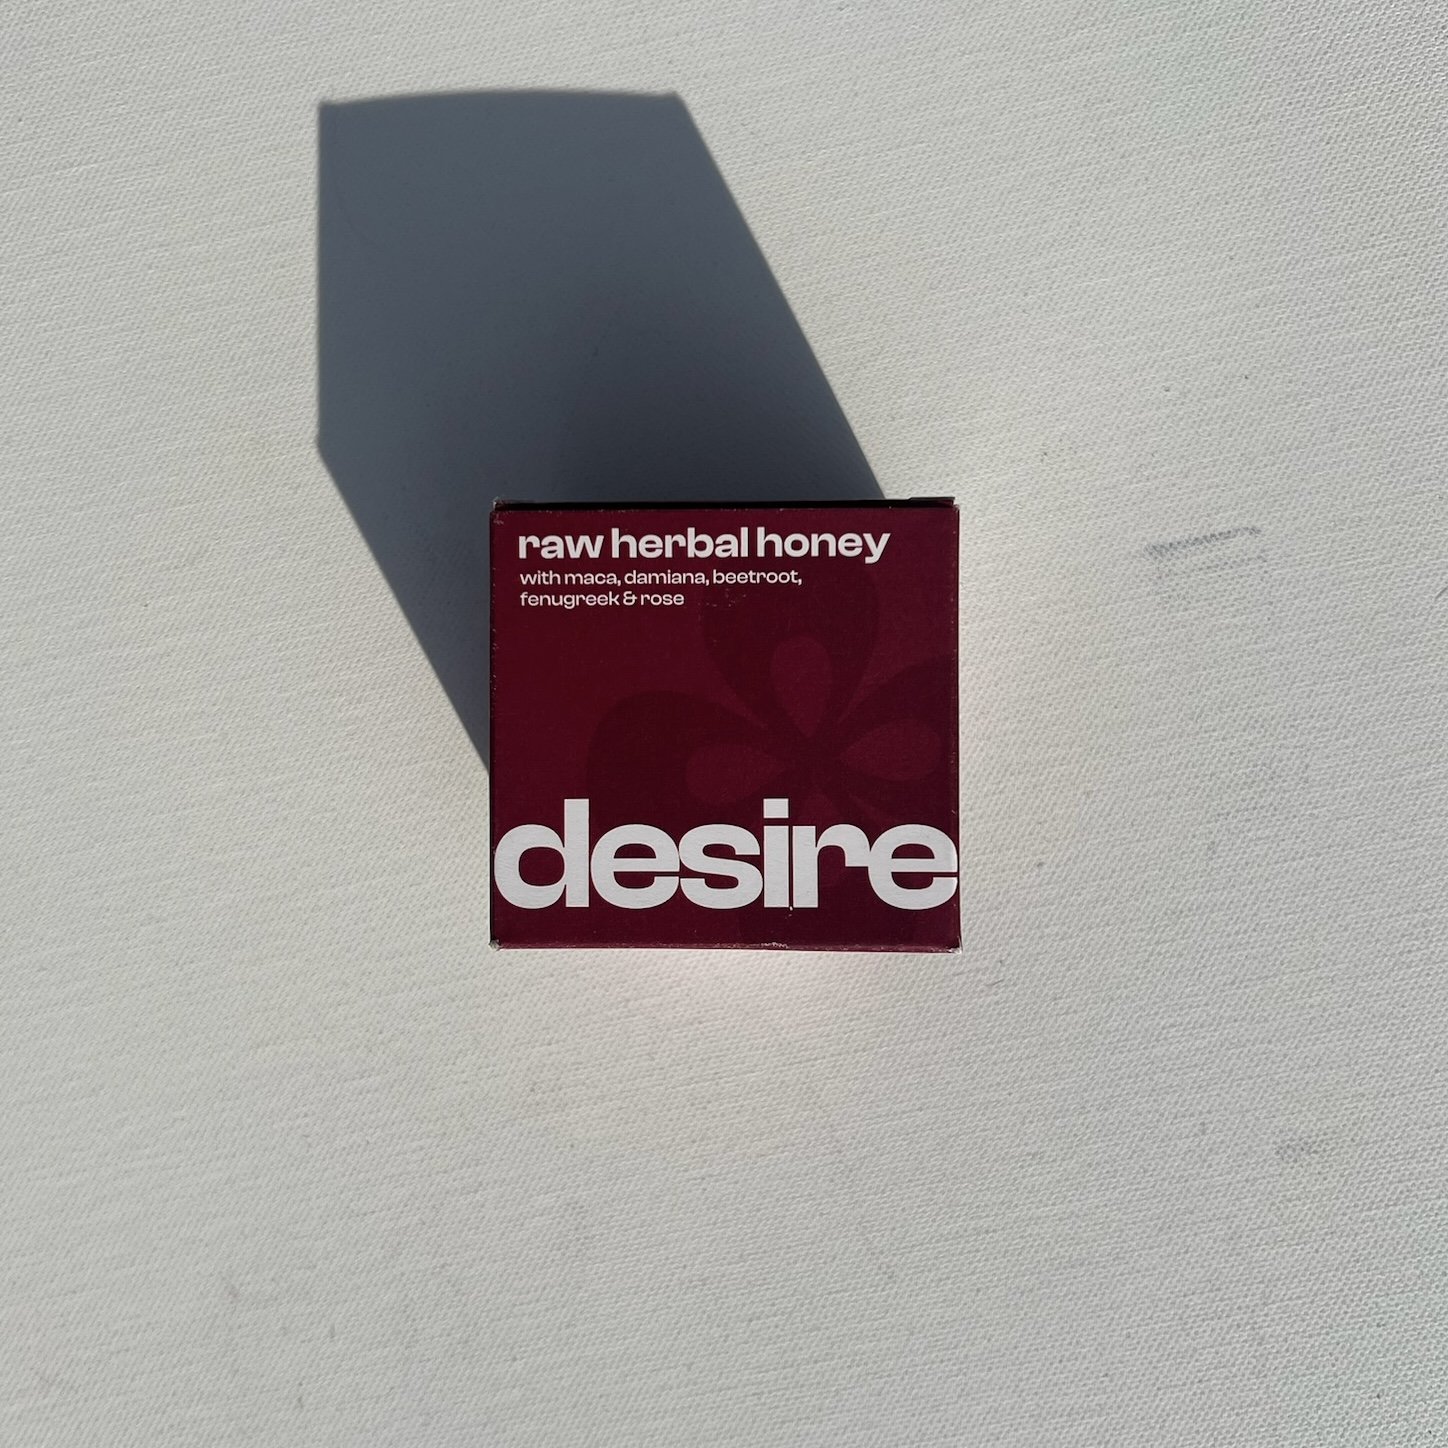 raw herbal honey
with maca, damiana, beetroot,
fenugreek & rose
desire